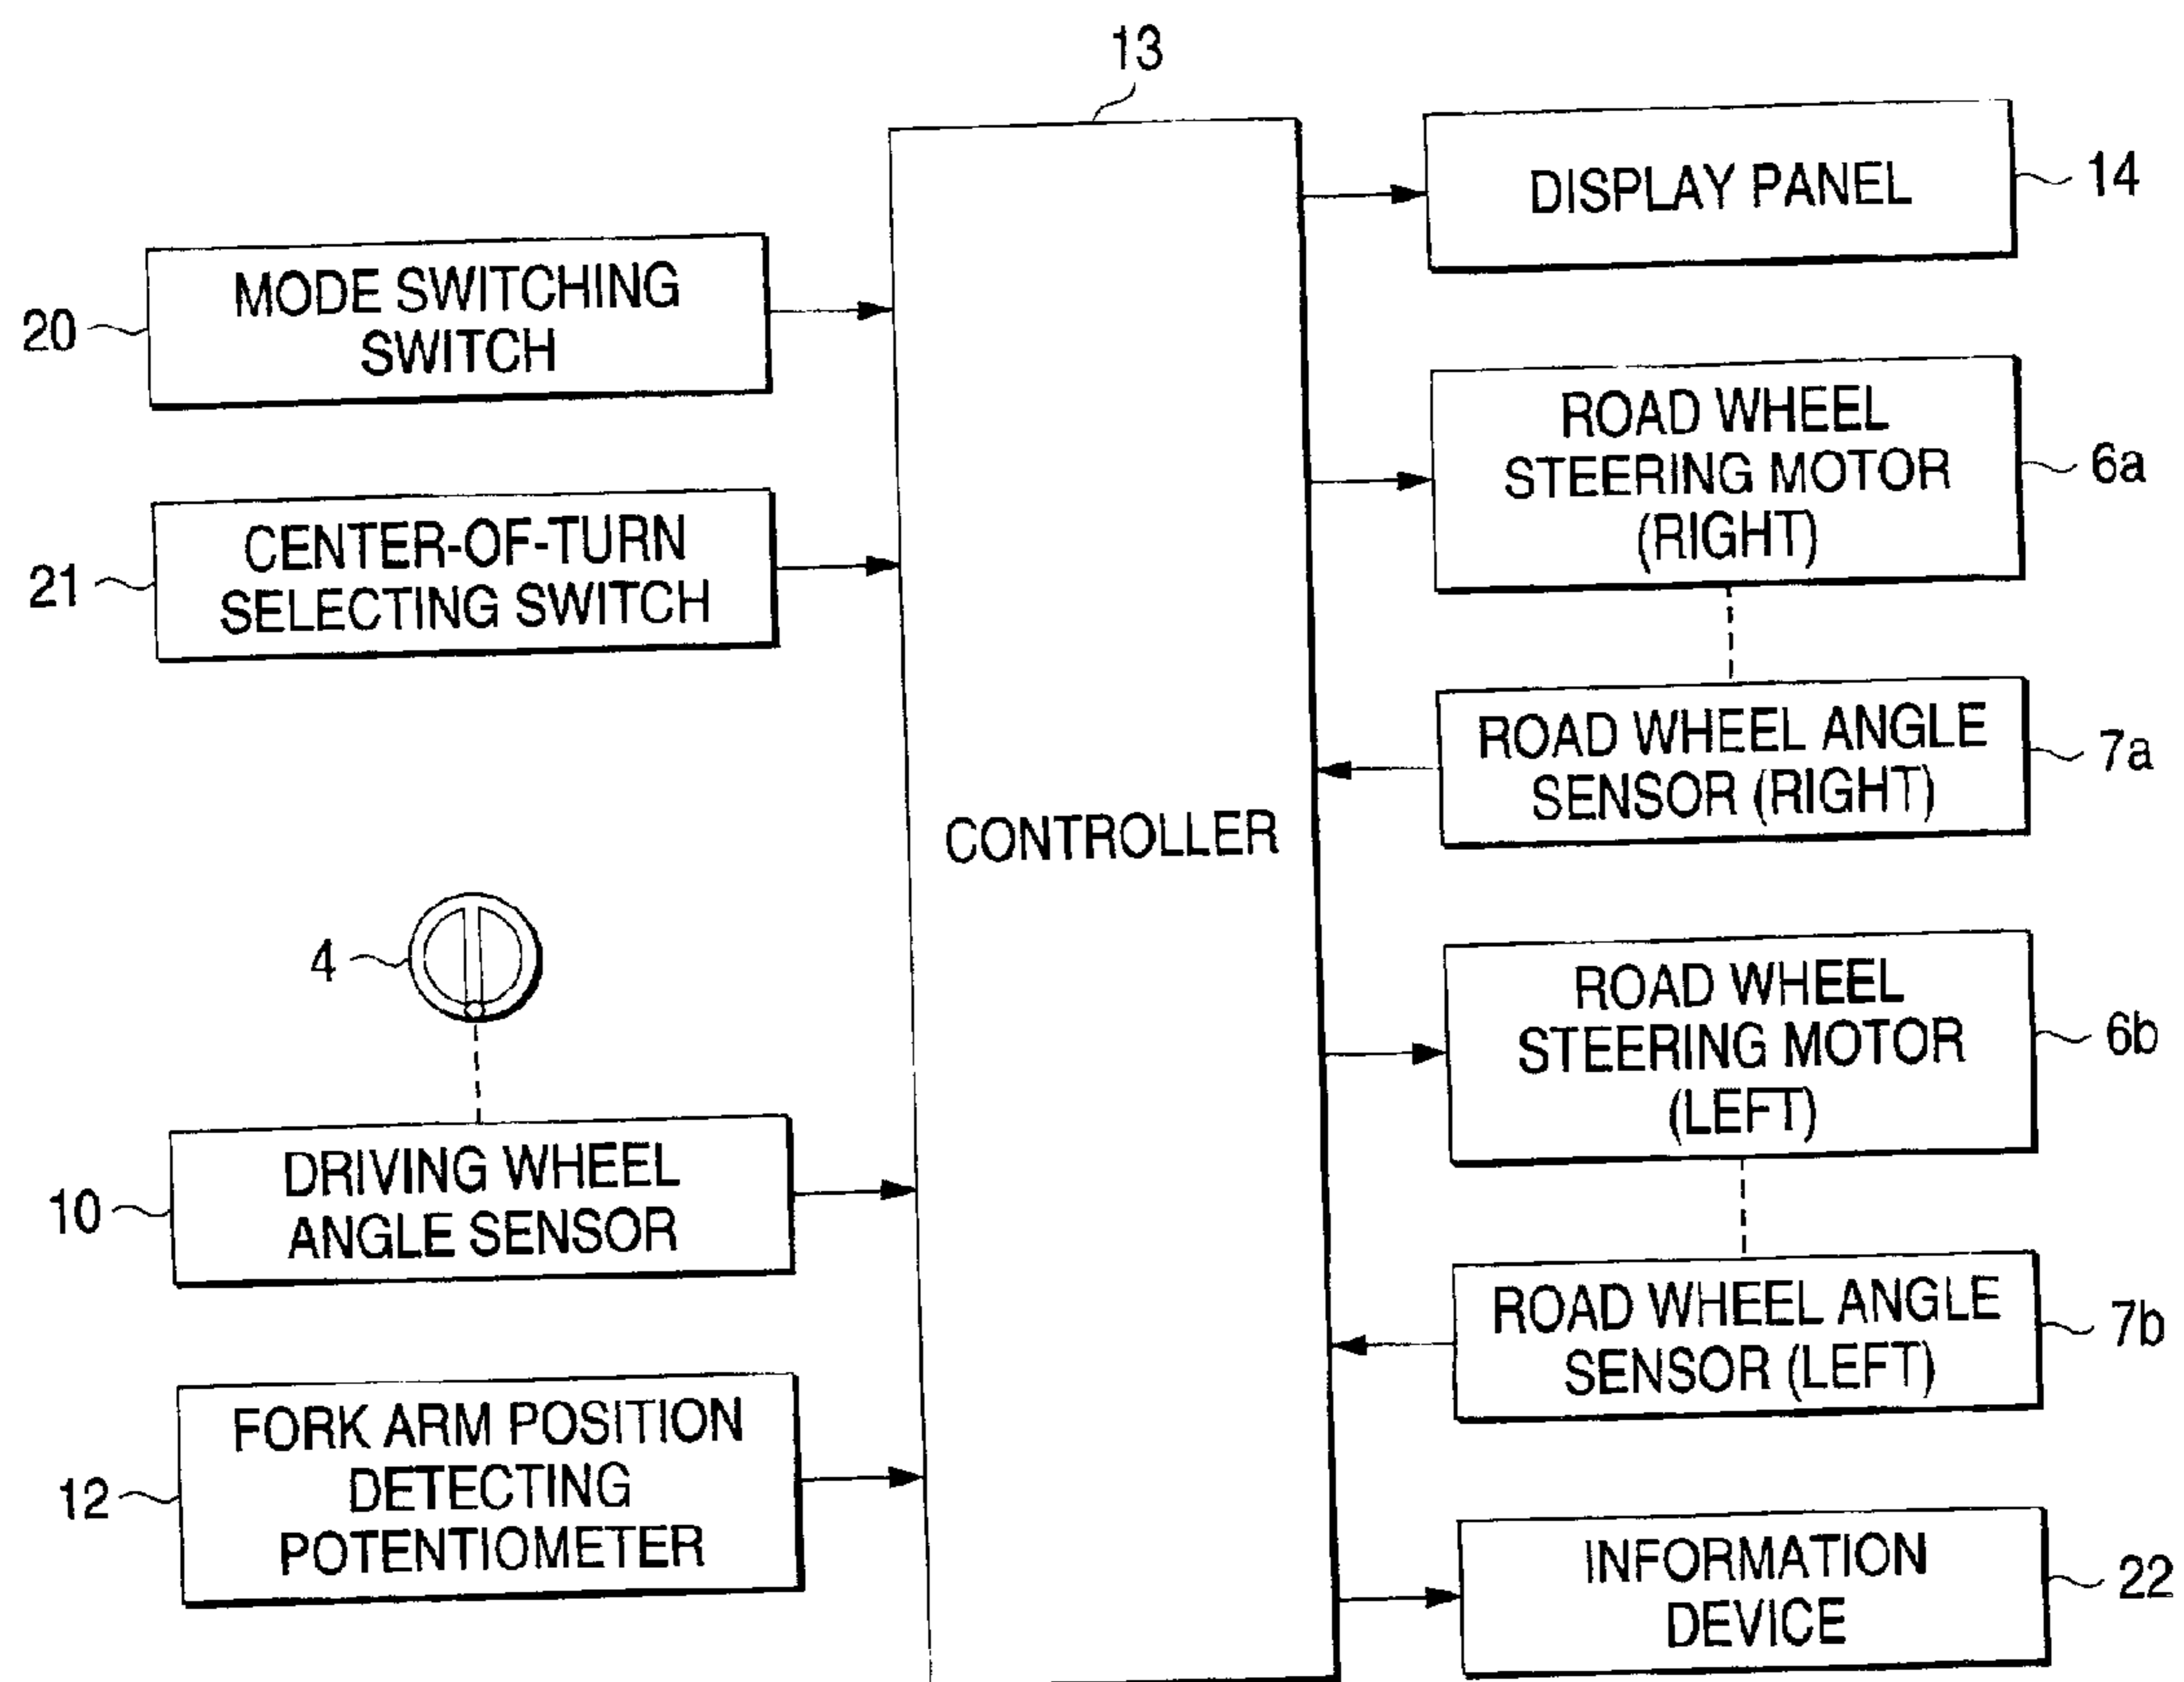 13
MODE SWITCHING
SWITCH
20
CENTER-OF-TURN
SELECTING SWITCH
21
4
DRIVING WHEEL
ANGLE SENSOR
10
FORK ARM POSITION
DETECTING
POTENTIOMETER
12
CONTROLLER
DISPLAY PANEL
14
ROAD WHEEL
STEERING MOTOR
(RIGHT)
6a
ROAD WHEEL ANGLE
SENSOR (RIGHT)
7a
ROAD WHEEL
STEERING MOTOR
(LEFT)
6b
ROAD WHEEL ANGLE
SENSOR (LEFT)
7b
INFORMATION
DEVICE
22